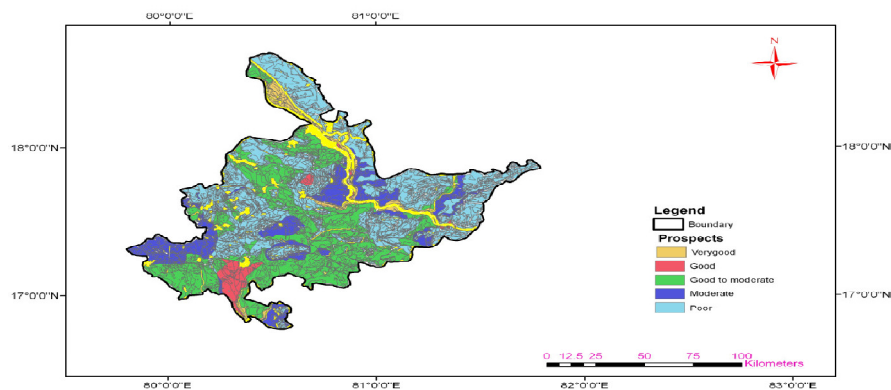 80°0'0"E 81°0'0"E
N
18°0'0"N 18°0'0"N
Legend
Boundary
Prospects
Verygood
Good
Good to moderate
Moderate
Poor
17°0'0"N 17°0'0"N
0 12.5 25 50 75 100
Kilometers
80°0'0"E 81°0'0"E 82°0'0"E 83°0'0"E